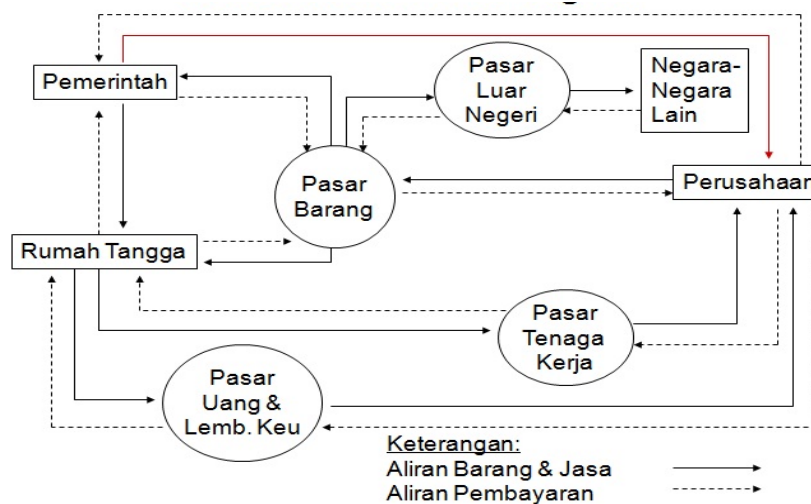 Pemerintah
Pasar
Luar
Negeri
Negara-
Negara
Lain
Pasar
Barang
Perusahaan
Rumah Tangga
Pasar
Tenaga
Kerja
Pasar
Uang &
Lemb. Keu
Keterangan:
Aliran Barang & Jasa
Aliran Pembayaran